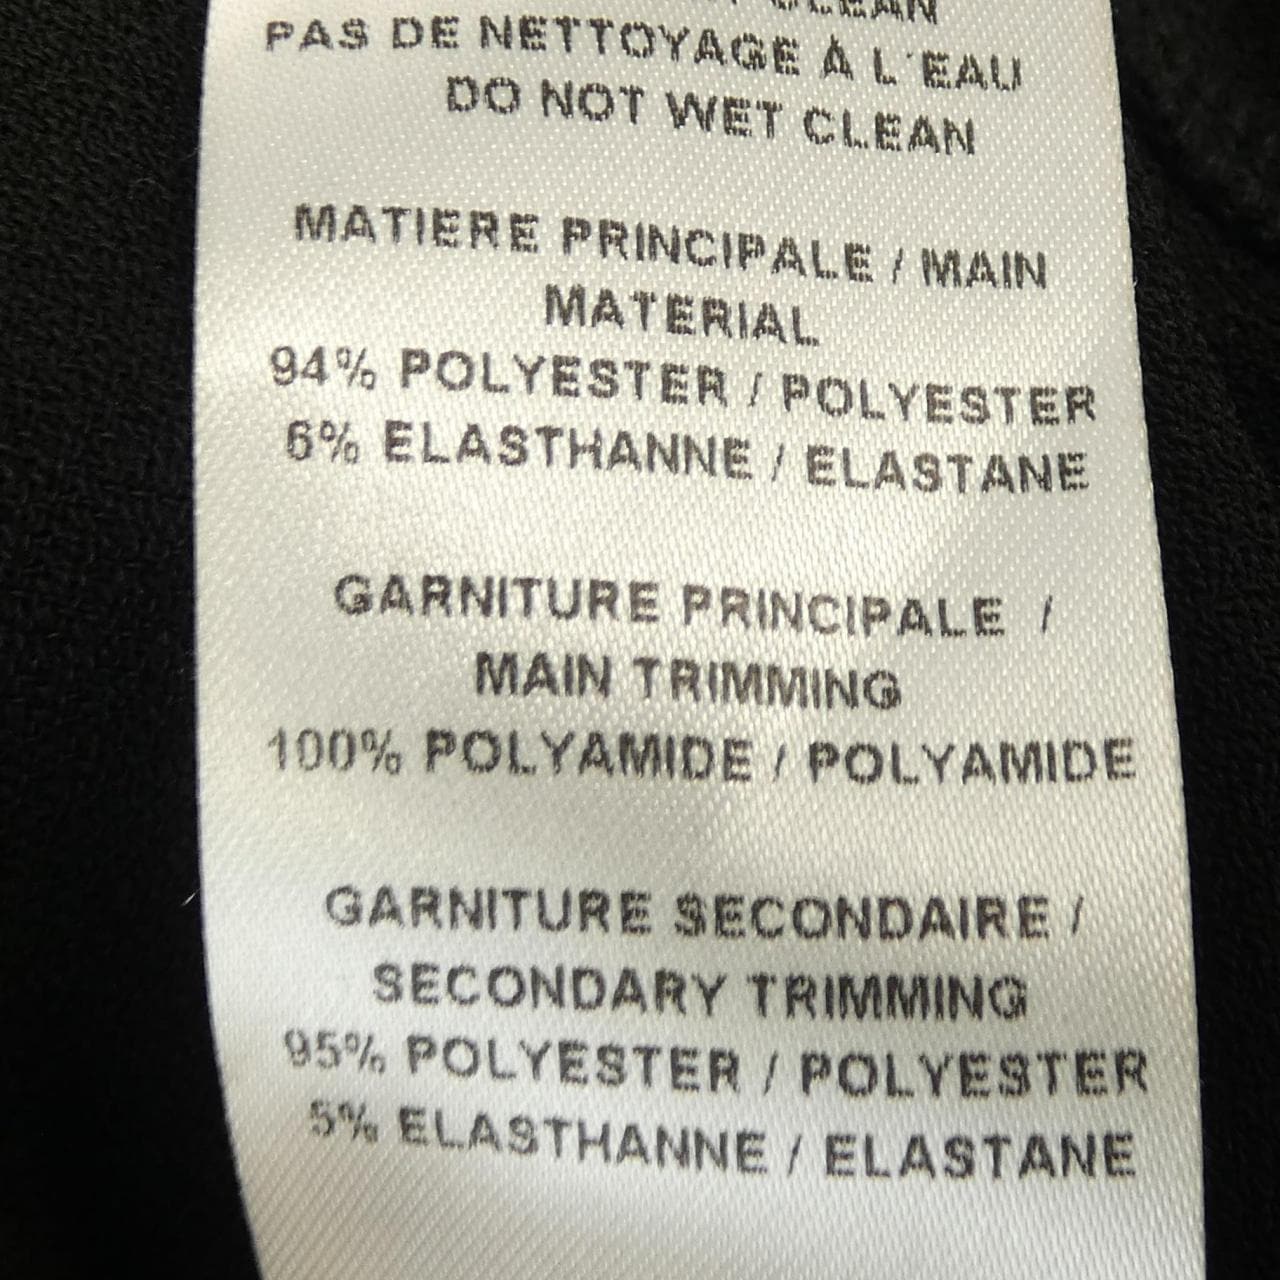 CLEAN
PAS DE NETTOYAGE À L'EAU
DO NOT WET CLEAN
MATIERE PRINCIPALE / MAIN
MATERIAL
94% POLYESTER / POLYESTER
6% ELASTHANNE / ELASTANE
GARNITURE PRINCIPALE /
MAIN TRIMMING
100% POLYAMIDE / POLYAMIDE
GARNITURE SECONDAIRE /
SECONDARY TRIMMING
95% POLYESTER / POLYESTER
5% ELASTHANNE / ELASTANE